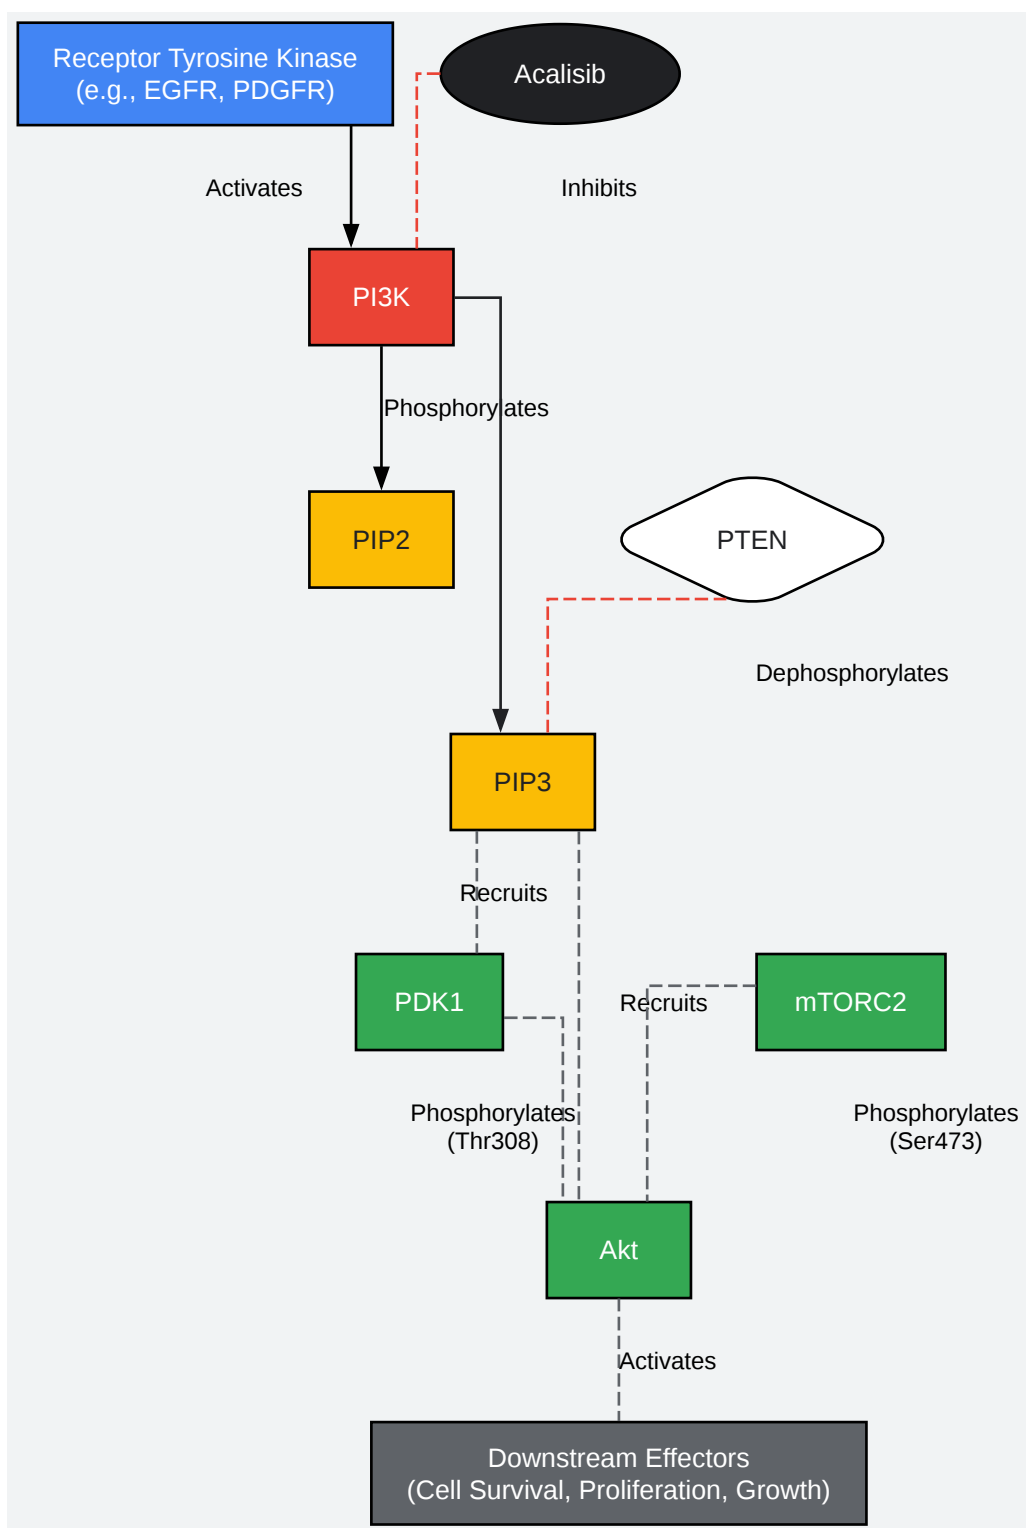 Receptor Tyrosine Kinase
(e.g., EGFR, PDGFR)
Acalisib
Activates
Inhibits
PI3K
Phosphorylates
PIP2
PTEN
Dephosphorylates
PIP3
Recruits
PDK1
Recruits
mTORC2
Phosphorylates
(Thr308)
Phosphorylates
(Ser473)
Akt
Activates
Downstream Effectors
(Cell Survival, Proliferation, Growth)